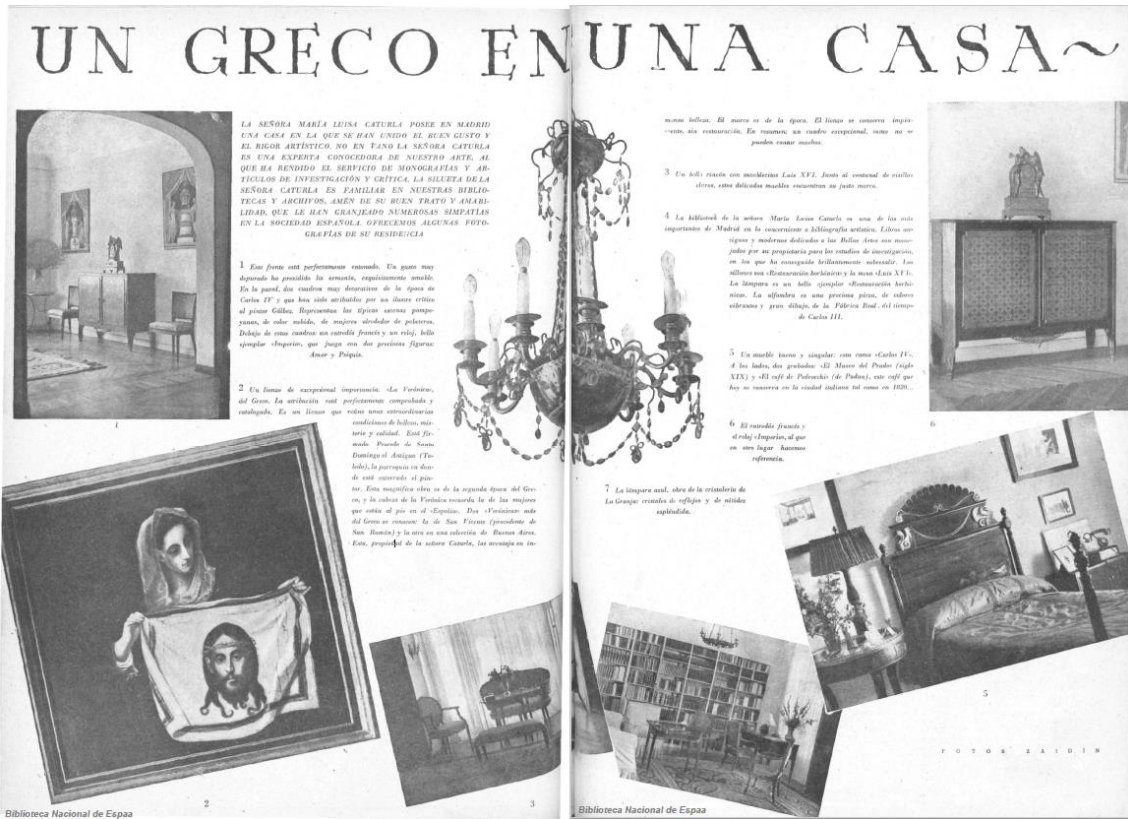 UN GRECO EN UNA CASA~
LA SEÑORA MARÍA LUISA CATURLA POSEE EN MADRID
UNA CASA EN LA QUE SE HAN UNIDO EL BUEN GUSTO Y
EL RIGOR ARTÍSTICO. NO EN VANO LA SEÑORA CATURLA
ES UNA EXPERTA CONOCEDORA DE NUESTRO ARTE, AL
QUE HA RENDIDO EL SERVICIO DE MONOGRAFÍAS Y AR-
TÍCULOS DE INVESTIGACIÓN Y CRÍTICA. LA SILUETA DE LA
SEÑORA CATURLA ES FAMILIAR EN NUESTRAS BIBLIO-
TECAS Y ARCHIVOS, AMÉN DE SU BUEN TRATO Y AMABI-
LIDAD, QUE LE HAN GRANJEADO NUMEROSAS SIMPATÍAS
EN LA SOCIEDAD ESPAÑOLA. OFRECEMOS ALGUNAS FOTO-
GRAFÍAS DE SU RESIDENCIA
1 Este frente está perfectamente entonado. Un gusto muy
depurado ha presidido la armonía, exquisitamente amable.
En la pared, dos cuadros muy decorativos de la época de
Carlos IV y que han sido atribuidos por un ilustre crítico
al pintor Gálbez. Representan las típicas escenas pompe-
yanas, de color subido, de mujeres alrededor de pebeteros.
Debajo de estos cuadros un entredós francés y un reloj, bello
ejemplar «Imperio», que juega con dos preciosas figuras:
Amor y Psiquis.
1
2 Un lienzo de excepcional importancia. «La Verónica»,
del Greco. La atribución está perfectamente comprobada y
catalogada. Es un lienzo que reúne unas extraordinarias
condiciones de belleza, mis-
terio y calidad. Está fir-
mado. Procede de Santo
Domingo el Antiguo (To-
ledo), la parroquia en don-
de está enterrado el pin-
tor. Esta magnífica obra es de la segunda época del Gre-
co, y la cabeza de la Verónica recuerda la de las mujeres
que están al pie en el «Expolio». Dos «Verónicas» más
del Greco se conocen: la de San Vicente (procedente de
San Román) y la otra en una colección de Buenos Aires.
Esta, propiedad de la señora Caturla, las aventaja en in-
2
3
Biblioteca Nacional de Espaa
mensa belleza. El marco es de la época. El lienzo se conserva impío-
mente, sin restauración. En resumen: un cuadro excepcional, como no se
pueden contar muchos.
3 Un bello rincón con mueblecitos Luis XVI. Junto al ventanal de visillos
claros, estos delicados muebles encuentran su justo marco.
4 La biblioteca de la señora María Luisa Caturla es una de las más
importantes de Madrid en lo concerniente a bibliografía artística. Libros an-
tiguos y modernos dedicados a las Bellas Artes son mane-
jados por su propietaria para los estudios de investigación,
en los que ha conseguido brillantemente sobresalir. Los
sillones son «Restauración borbónica» y la mesa «Luis XVI».
La lámpara es un bello ejemplar «Restauración borbó-
nica». La alfombra es una preciosa pieza, de colores
vibrantes y gran dibujo, de la Fábrica Real, del tiempo
de Carlos III.
5 Un mueble bueno y singular: esta cama «Carlos IV».
A los lados, dos grabados: «El Museo del Prado» (siglo
XIX) y «El café de Pedrocchi» (de Padua), este café que
hoy se conserva en la ciudad italiana tal como en 1820...
6 El entredós francés y
el reloj «Imperio», al que
en otro lugar hacemos
referencia.
7 La lámpara azul, obra de la cristalería de
La Granja: cristales de reflejos y de nitidez
espléndida.
6
5
FOTOS ZAIDIN
Biblioteca Nacional de Espaa